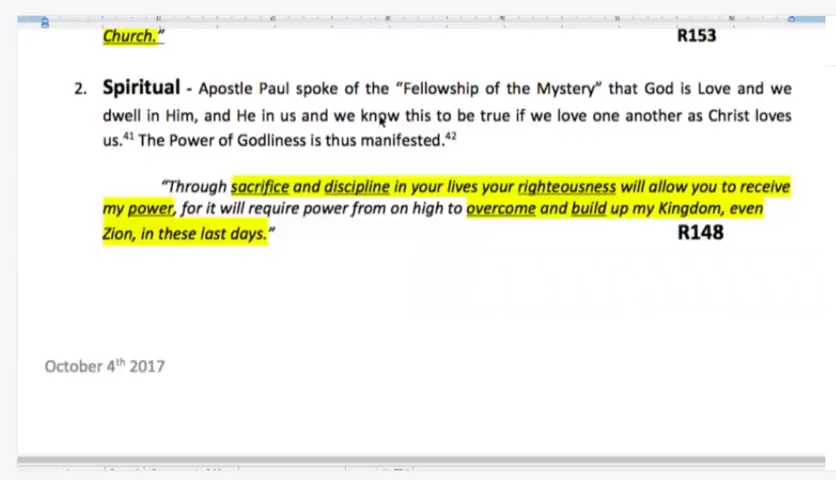 Church."
R153
2. Spiritual - Apostle Paul spoke of the "Fellowship of the Mystery" that God is Love and we
dwell in Him, and He in us and we know this to be true if we love one another as Christ loves
us.⁴¹ The Power of Godliness is thus manifested.⁴²
"Through sacrifice and discipline in your lives your righteousness will allow you to receive
my power, for it will require power from on high to overcome and build up my Kingdom, even
Zion, in these last days."
R148
October 4th 2017